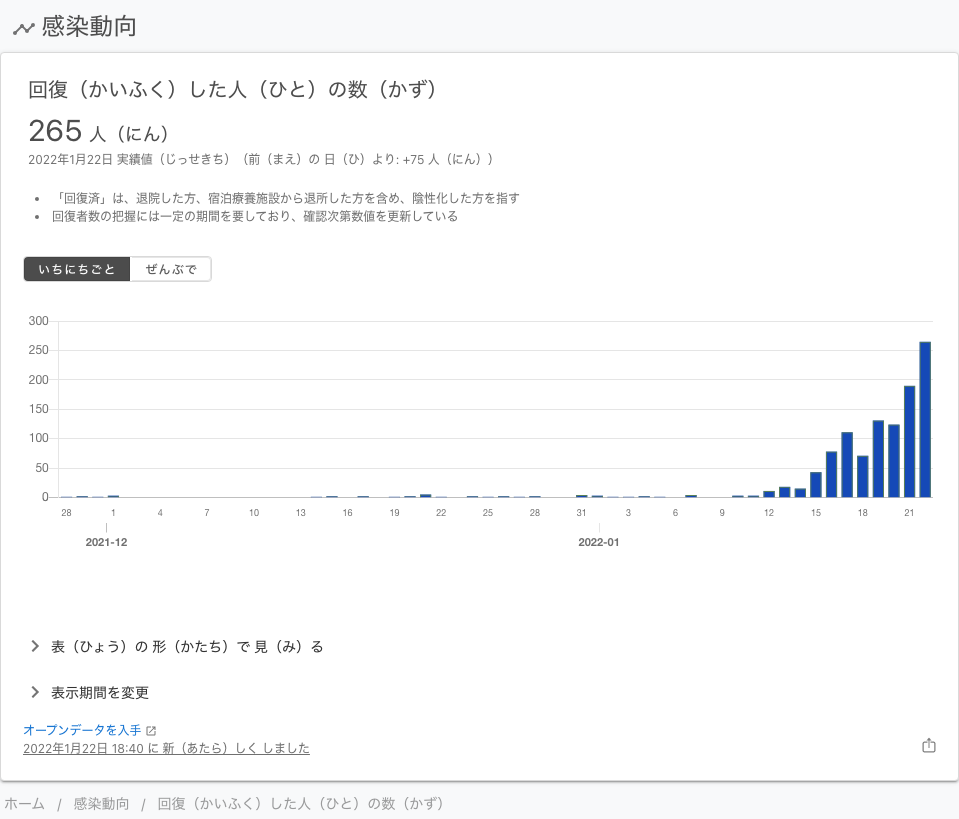 感染動向
回復（かいふく）した人（ひと）の数（かず）
265 人（にん）
2022年1月22日 実績値（じっせきち）（前（まえ）の 日（ひ）より: +75 人（にん））
• 「回復済」は、退院した方、宿泊療養施設から退所した方を含め、陰性化した方を指す
• 回復者数の把握には一定の期間を要しており、確認次第数値を更新している
いちにちごと ぜんぶで
300
250
200
150
100
50
0
28 1 4 7 10 13 16 19 22 25 28 31 3 6 9 12 15 18 21
2021-12 2022-01
表（ひょう）の 形（かたち）で 見（み）る
表示期間を変更
オープンデータを入手
2022年1月22日 18:40 に 新（あたら）しく しました
ホーム / 感染動向 / 回復（かいふく）した人（ひと）の数（かず）